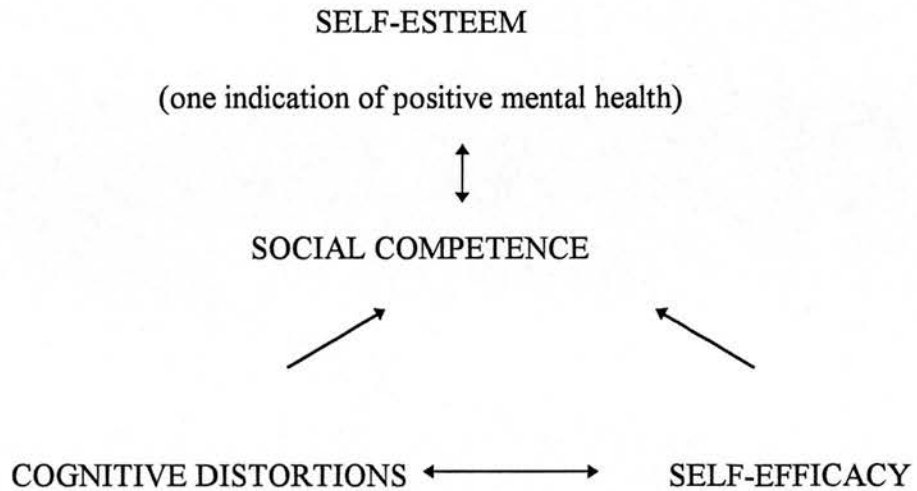 SELF-ESTEEM
(one indication of positive mental health)
SOCIAL COMPETENCE
COGNITIVE DISTORTIONS
SELF-EFFICACY